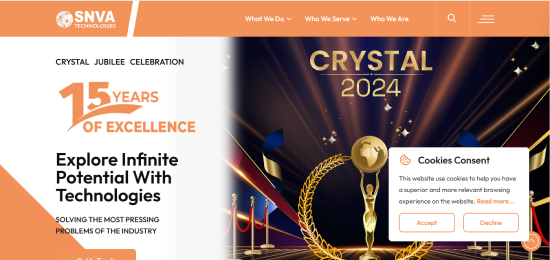 SNVA
TECHNOLOGIES
What We Do
Who We Serve
Who We Are
CRYSTAL JUBILEE CELEBRATION
15 YEARS
OF EXCELLENCE
Explore Infinite
Potential With
Technologies
SOLVING THE MOST PRESSING
PROBLEMS OF THE INDUSTRY
CRYSTAL
2024
Cookies Consent
This website use cookies to help you have
a superior and more relevant browsing
experience on the website. Read more...
Accept
Decline